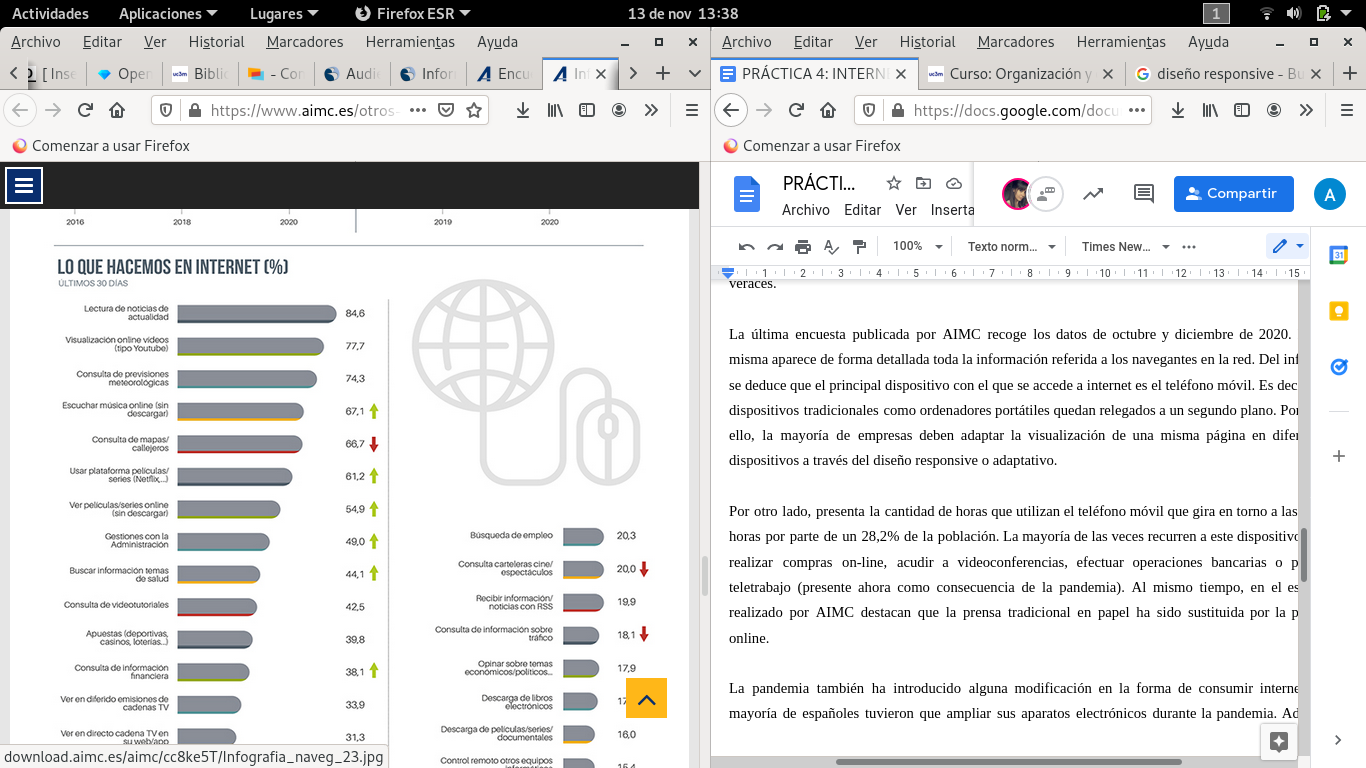 Actividades Aplicaciones Lugares Firefox ESR 13 de nov 13:38 1
Archivo Editar Ver Historial Marcadores Herramientas Ayuda
[ Inse Oper Biblio - Con Audi Infor Encu In
https://www.aimc.es/otros-
Comenzar a usar Firefox
2016 2018 2020 2019 2020
LO QUE HACEMOS EN INTERNET (%)
ÚLTIMOS 30 DÍAS
Lectura de noticias de
actualidad 84,6
Visualización online vídeos
(tipo Youtube) 77,7
Consulta de previsiones
meteorológicas 74,3
Escuchar música online (sin
descargar) 67,1
Consulta de mapas/
callejeros 66,7
Usar plataforma películas/
series (Netflix,...) 61,2
Ver películas/series online
(sin descargar) 54,9
Gestiones con la
Administración 49,0
Buscar información temas
de salud 44,1
Consulta de videotutoriales 42,5
Apuestas (deportivas,
casinos, loterías...) 39,8
Consulta de información
financiera 38,1
Ver en diferido emisiones de
cadenas TV 33,9
Ver en directo cadena TV en
su web/app 31,3
Búsqueda de empleo 20,3
Consulta carteleras cine/
espectáculos 20,0
Recibir información/
noticias con RSS 19,9
Consulta de información sobre
tráfico 18,1
Opinar sobre temas
económicos/políticos... 17,9
Descarga de libros
electrónicos 17
Descarga de películas/series/
documentales 16,0
Control remoto otros equipos
download.aimc.es/aimc/cc8ke5T/Infografia_naveg_23.jpg
Archivo Editar Ver Historial Marcadores Herramientas Ayuda
PRÁCTICA 4: INTERN Curso: Organización y diseño responsive - Bu
https://docs.google.com/docu
Comenzar a usar Firefox
PRÁCTI...
Archivo Editar Ver Inserta
Compartir A
100% Texto norm... Times New...
1 2 3 4 5 6 7 8 9 10 11 12 13 14 15
31
veraces.
La última encuesta publicada por AIMC recoge los datos de octubre y diciembre de 2020.
misma aparece de forma detallada toda la información referida a los navegantes en la red. Del inf
se deduce que el principal dispositivo con el que se accede a internet es el teléfono móvil. Es dec
dispositivos tradicionales como ordenadores portátiles quedan relegados a un segundo plano. Por
ello, la mayoría de empresas deben adaptar la visualización de una misma página en difer
dispositivos a través del diseño responsive o adaptativo.
Por otro lado, presenta la cantidad de horas que utilizan el teléfono móvil que gira en torno a las
horas por parte de un 28,2% de la población. La mayoría de las veces recurren a este dispositivo
realizar compras on-line, acudir a videoconferencias, efectuar operaciones bancarias o p
teletrabajo (presente ahora como consecuencia de la pandemia). Al mismo tiempo, en el es
realizado por AIMC destacan que la prensa tradicional en papel ha sido sustituida por la p
online.
La pandemia también ha introducido alguna modificación en la forma de consumir interne
mayoría de españoles tuvieron que ampliar sus aparatos electrónicos durante la pandemia. Ad